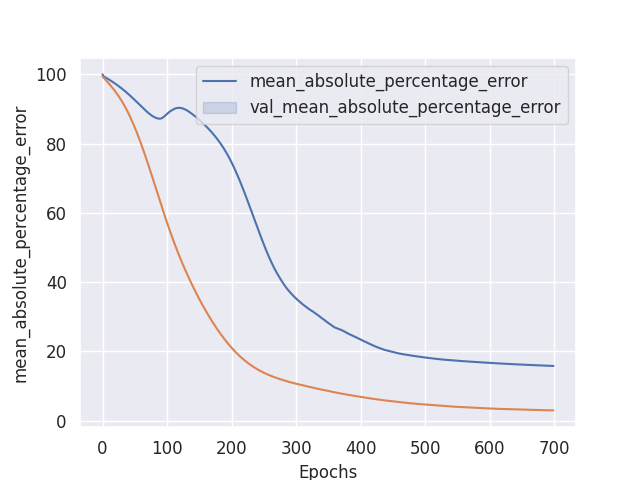 mean_absolute_percentage_error
val_mean_absolute_percentage_error
mean_absolute_percentage_error
100
80
60
40
20
0
0 100 200 300 400 500 600 700
Epochs